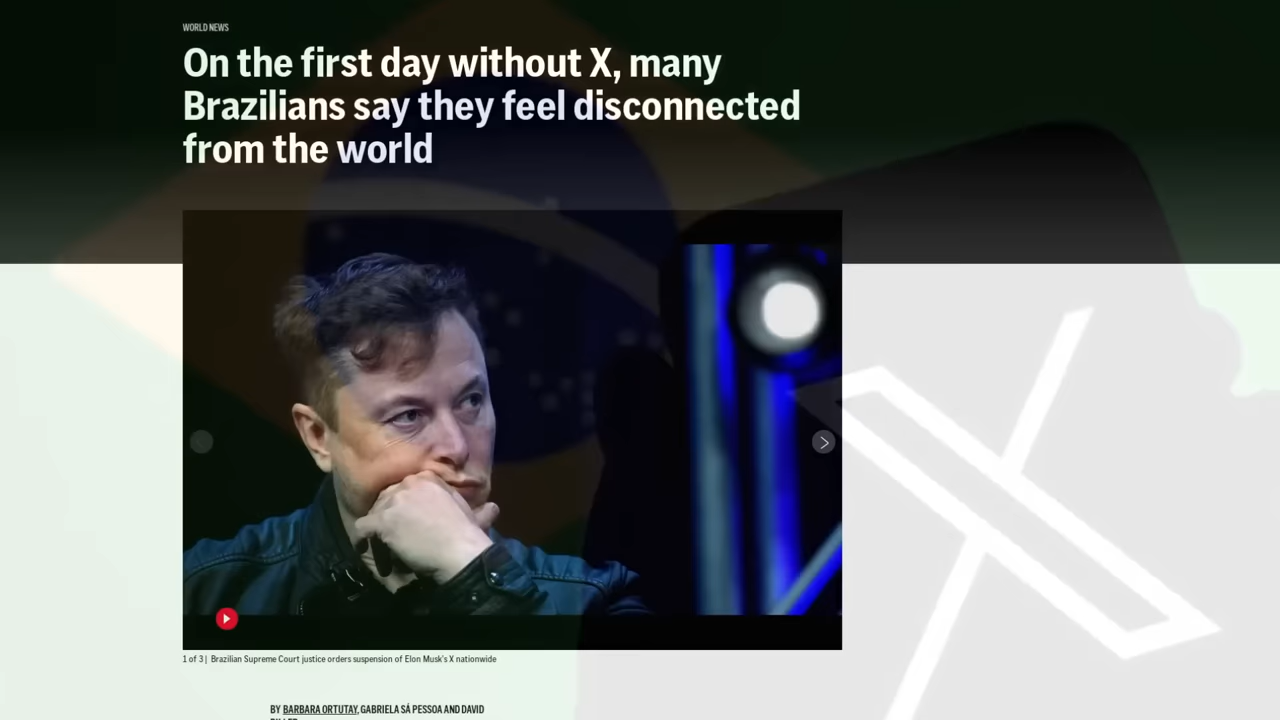 WORLD NEWS
On the first day without X, many
Brazilians say they feel disconnected
from the world
1 of 3 | Brazilian Supreme Court justice orders suspension of Elon Musk's X nationwide
BY BARBARA ORTUTAY, GABRIELA SÁ PESSOA AND DAVID